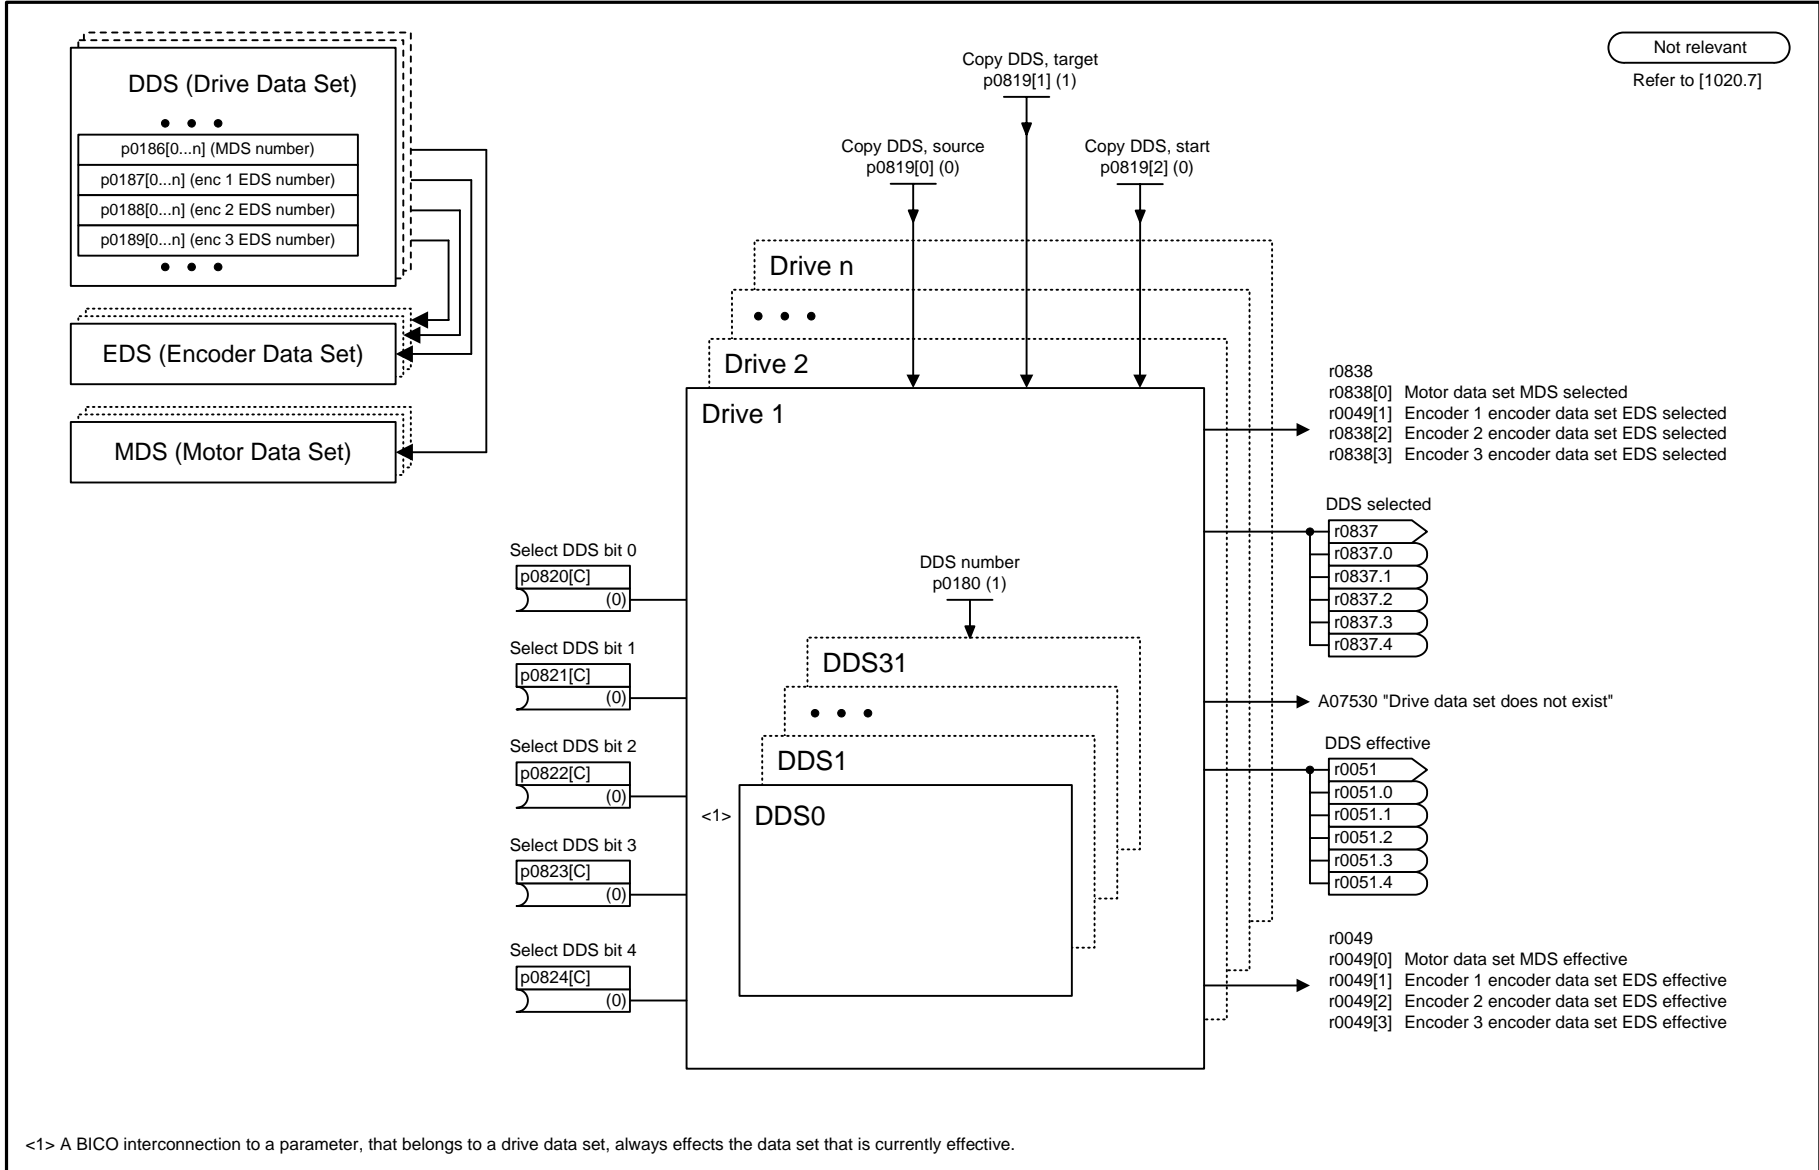 DDS (Drive Data Set)
p0186[0...n] (MDS number)
p0187[0...n] (enc 1 EDS number)
p0188[0...n] (enc 2 EDS number)
p0189[0...n] (enc 3 EDS number)
EDS (Encoder Data Set)
MDS (Motor Data Set)
Copy DDS, target
p0819[1] (1)
Copy DDS, source
p0819[0] (0)
Copy DDS, start
p0819[2] (0)
Not relevant
Refer to [1020.7]
Drive n
Drive 2
Drive 1
Select DDS bit 0
p0820[C]
(0)
Select DDS bit 1
p0821[C]
(0)
Select DDS bit 2
p0822[C]
(0)
Select DDS bit 3
p0823[C]
(0)
Select DDS bit 4
p0824[C]
(0)
DDS number
p0180 (1)
DDS31
DDS1
<1>
DDS0
r0838
r0838[0] Motor data set MDS selected
r0049[1] Encoder 1 encoder data set EDS selected
r0838[2] Encoder 2 encoder data set EDS selected
r0838[3] Encoder 3 encoder data set EDS selected
DDS selected
r0837
r0837.0
r0837.1
r0837.2
r0837.3
r0837.4
A07530 "Drive data set does not exist"
DDS effective
r0051
r0051.0
r0051.1
r0051.2
r0051.3
r0051.4
r0049
r0049[0] Motor data set MDS effective
r0049[1] Encoder 1 encoder data set EDS effective
r0049[2] Encoder 2 encoder data set EDS effective
r0049[3] Encoder 3 encoder data set EDS effective
<1> A BICO interconnection to a parameter, that belongs to a drive data set, always effects the data set that is currently effective.